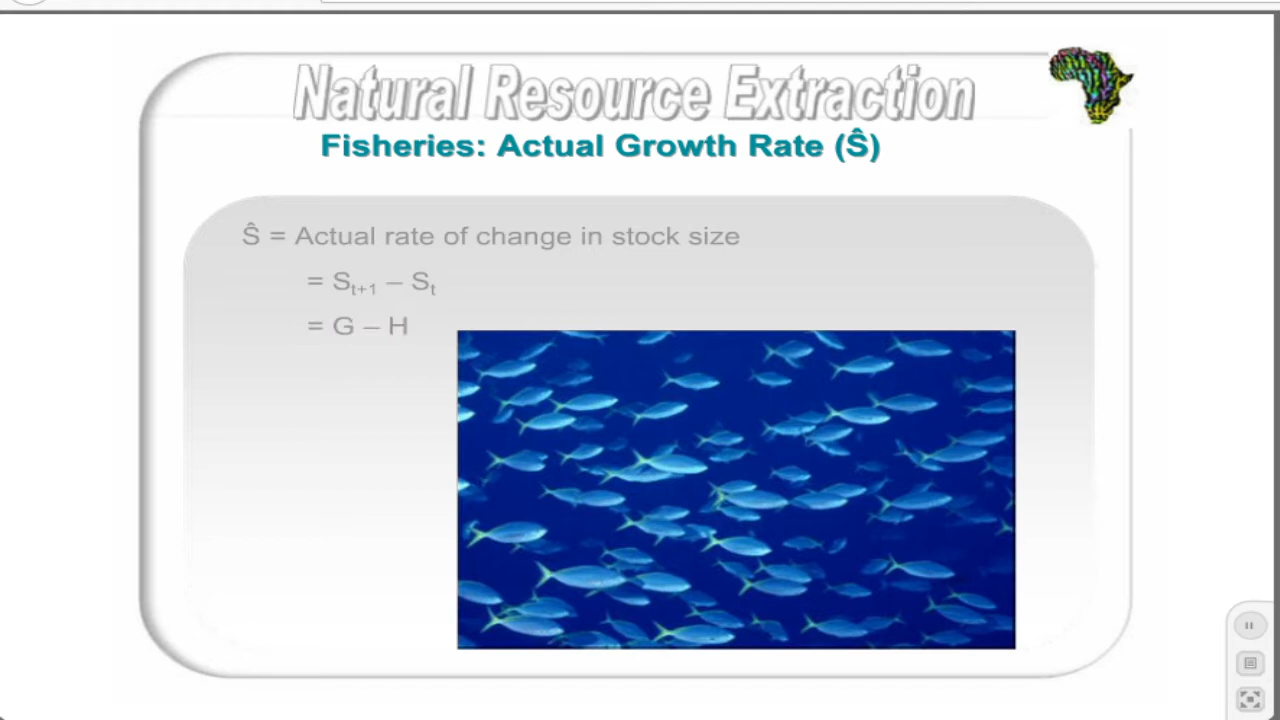 Natural Resource Extraction
Fisheries: Actual Growth Rate (Ŝ)
Ŝ = Actual rate of change in stock size
= St+1 – St
= G – H